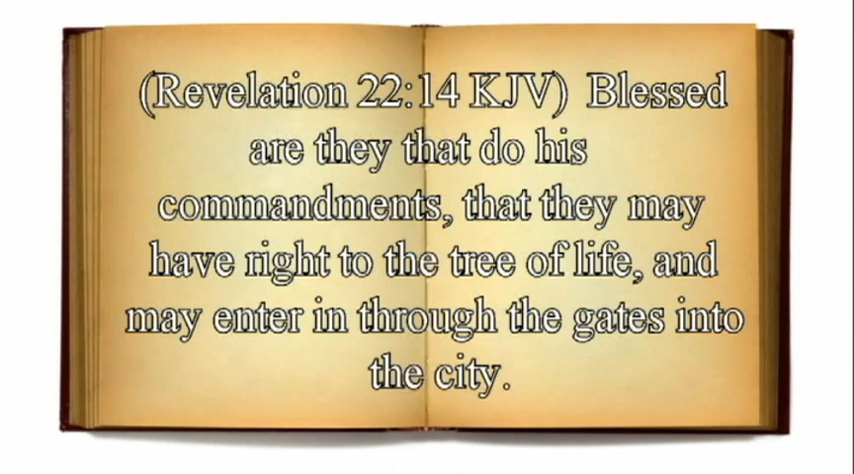 (Revelation 22:14 KJV)  Blessed
are they that do his
commandments, that they may
have right to the tree of life, and
may enter in through the gates into
the city.